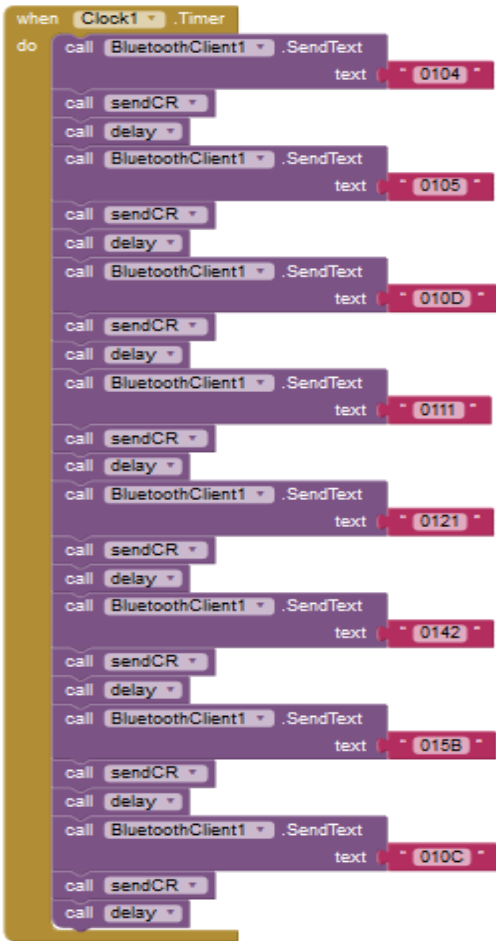 when Clock1 .Timer
do call BluetoothClient1 .SendText
text " 0104 "
call sendCR
call delay
call BluetoothClient1 .SendText
text " 0105 "
call sendCR
call delay
call BluetoothClient1 .SendText
text " 010D "
call sendCR
call delay
call BluetoothClient1 .SendText
text " 0111 "
call sendCR
call delay
call BluetoothClient1 .SendText
text " 0121 "
call sendCR
call delay
call BluetoothClient1 .SendText
text " 0142 "
call sendCR
call delay
call BluetoothClient1 .SendText
text " 015B "
call sendCR
call delay
call BluetoothClient1 .SendText
text " 010C "
call sendCR
call delay